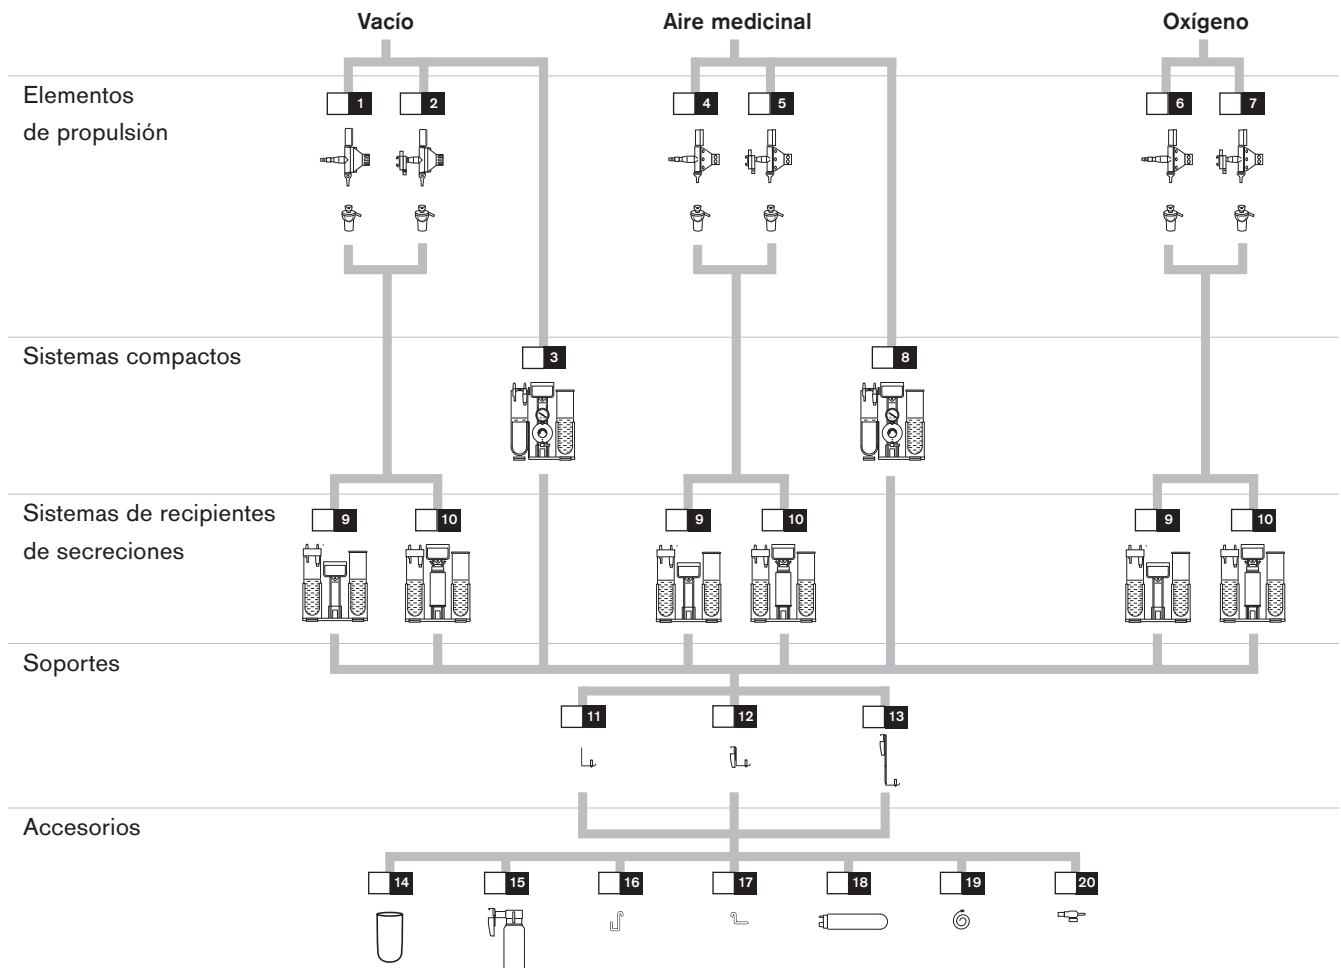 Vacío
Aire medicinal
Oxígeno
Elementos
de propulsión
1
2
4
5
6
7
Sistemas compactos
3
8
Sistemas de recipientes
de secreciones
9
10
9
10
9
10
Soportes
11
12
13
Accesorios
14
15
16
17
18
19
20